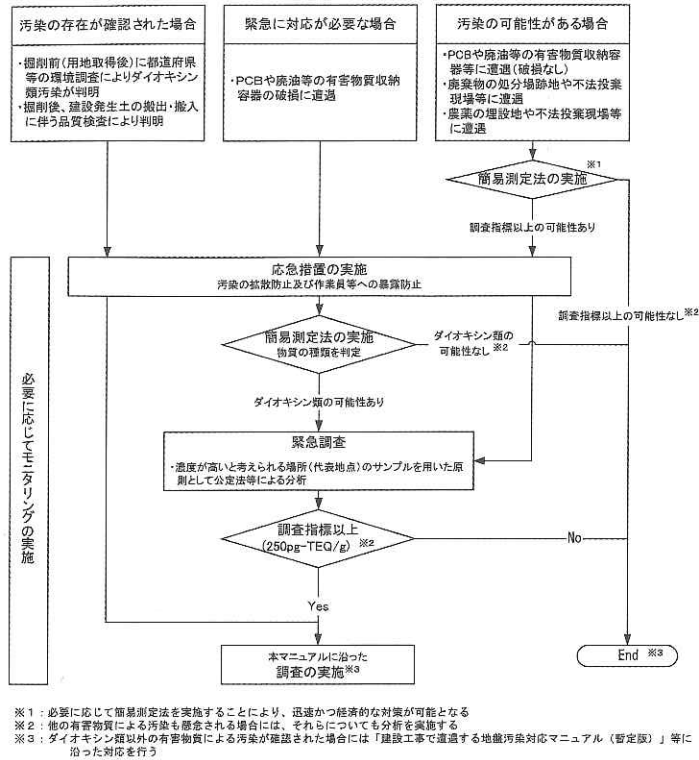 汚染の存在が確認された場合
・掘削前(用地取得後)に都道府県
等の環境調査によりダイオキシン
類汚染が判明
・掘削後、建設発生土の搬出・搬入
に伴う品質検査により判明
緊急に対応が必要な場合
・PCBや廃油等の有害物質収納
容器の破損に遭遇
汚染の可能性がある場合
・PCBや廃油等の有害物質収納容
器等に遭遇(破損なし)
・廃棄物の処分場跡地や不法投棄
現場等に遭遇
・農薬の埋設地や不法投棄現場等
に遭遇
簡易測定法の実施※1
調査指標以上の可能性あり
応急措置の実施
汚染の拡散防止及び作業員等への暴露防止
調査指標以上の可能性なし※2
簡易測定法の実施
物質の種類を判定
ダイオキシン類の
可能性なし※2
ダイオキシン類の可能性あり
緊急調査
・濃度が高いと考えられる場所(代表地点)のサンプルを用いた原
則として公定法等による分析
調査指標以上
(250pg-TEQ/g)※2
No
Yes
本マニュアルに沿った
調査の実施※3
End ※3
必要に応じてモニタリングの実施
※1:必要に応じて簡易測定法を実施することにより、迅速かつ経済的な対策が可能となる
※2:他の有害物質による汚染も懸念される場合には、それらについても分析を実施する
※3:ダイオキシン類以外の有害物質による汚染が確認された場合には「建設工事で遭遇する地盤汚染対応マニュアル(暫定版)」等に
沿った対応を行う